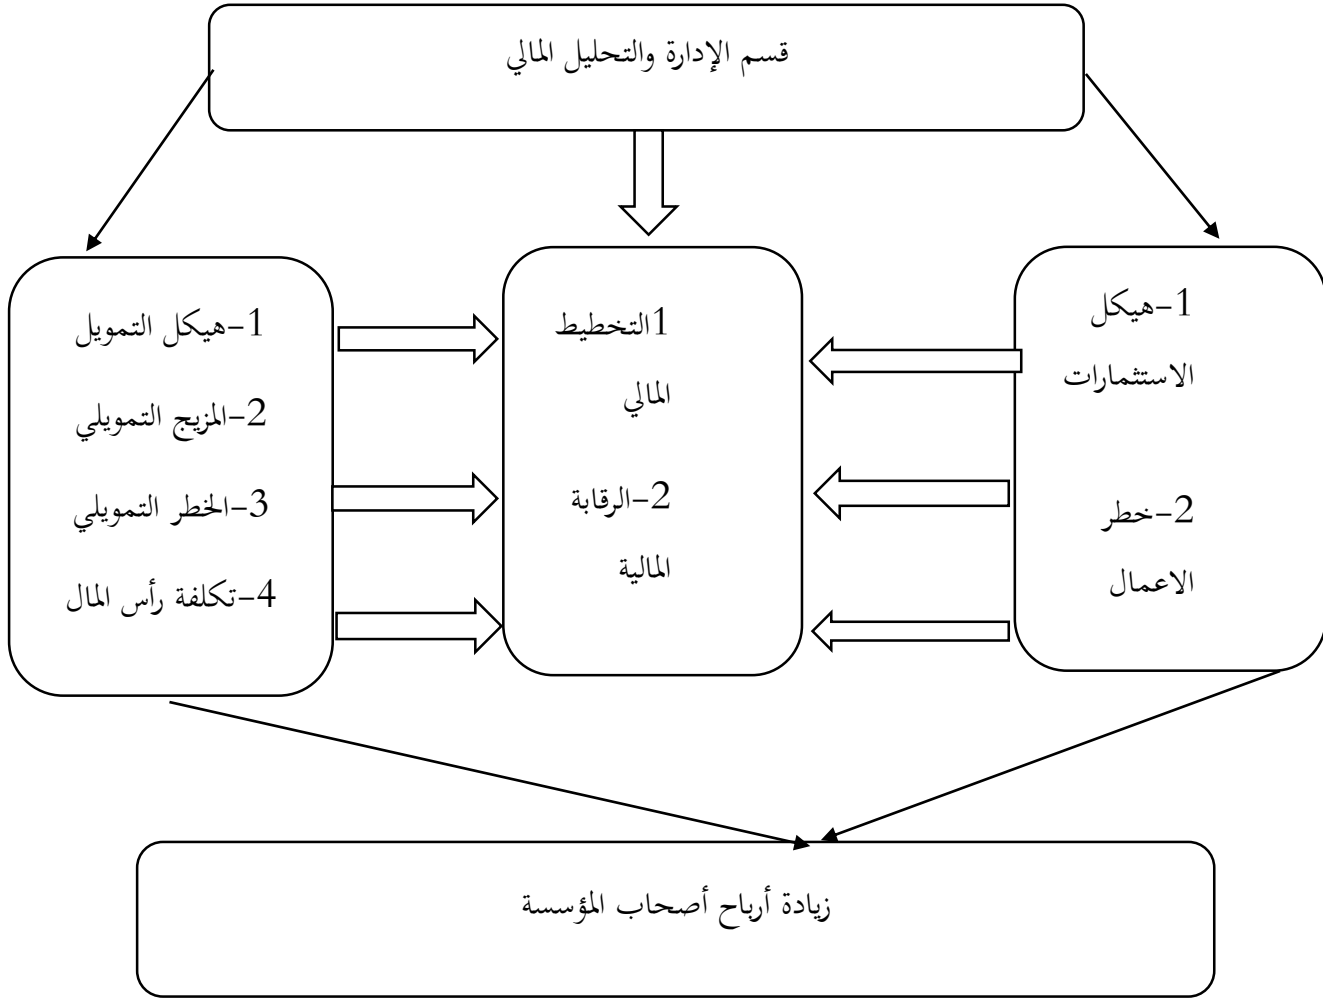 قسم الإدارة والتحليل المالي
1-هيكل
الاستثمارات
2-خطر
الاعمال
1التخطيط
المالي
2-الرقابة
المالية
1-هيكل التمويل
2-المزيج التمويلي
3-الخطر التمويلي
4-تكلفة رأس المال
زيادة أرباح أصحاب المؤسسة